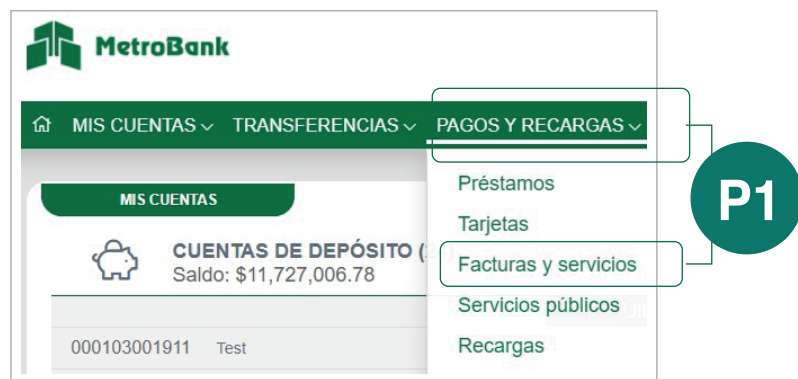 MetroBank
MIS CUENTAS TRANSFERENCIAS PAGOS Y RECARGAS
MIS CUENTAS
CUENTAS DE DEPÓSITO (
Saldo: $11,727,006.78
000103001911 Test
Préstamos
Tarjetas
Facturas y servicios
Servicios públicos
Recargas
P1